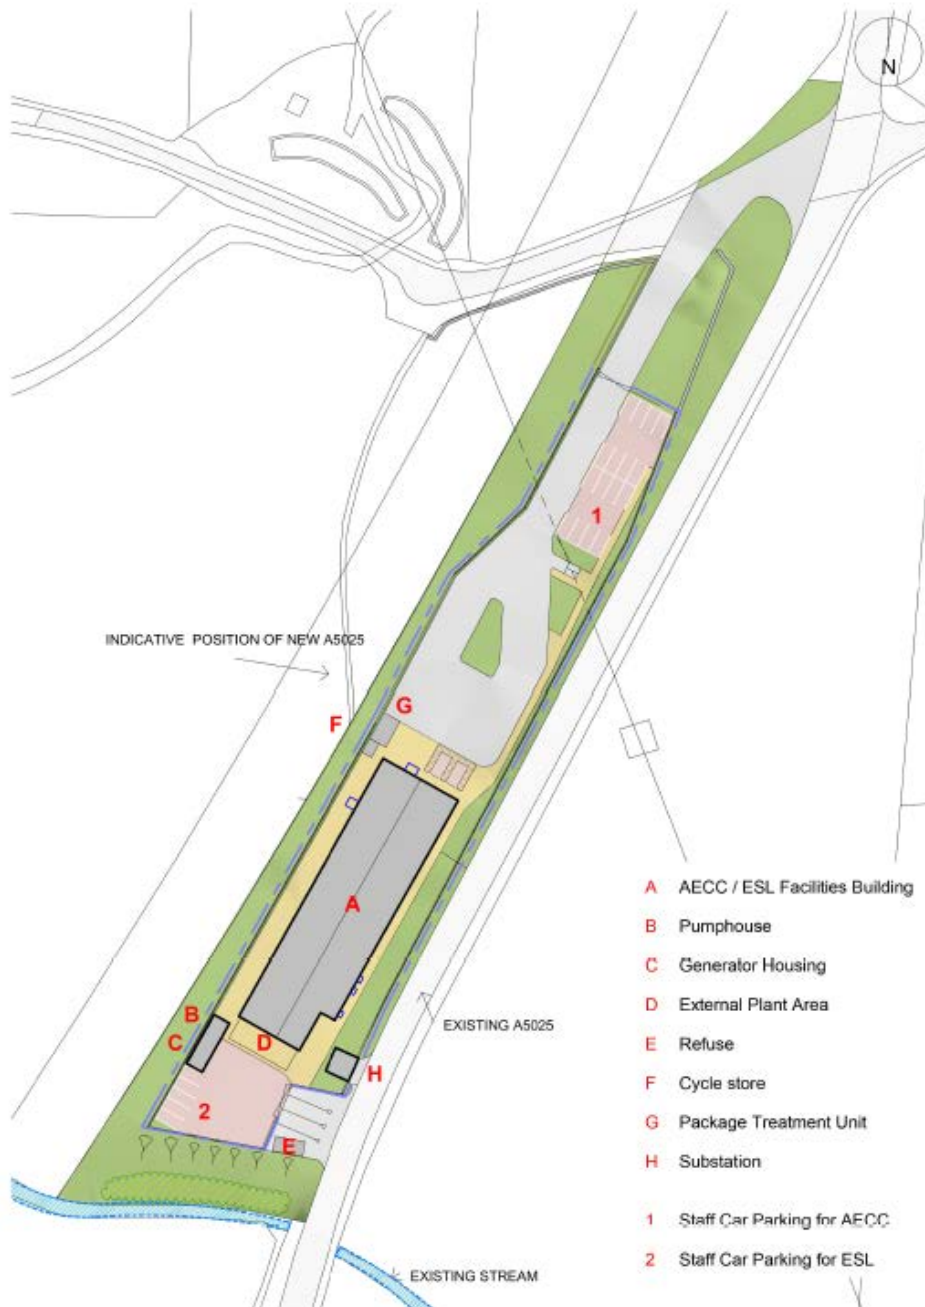 N
1
INDICATIVE POSITION OF NEW A5025
G
F
A
B
C
D
EXISTING A5025
H
2
E
EXISTING STREAM
A AECC / ESL Facilities Building
B Pumphouse
C Generator Housing
D External Plant Area
E Refuse
F Cycle store
G Package Treatment Unit
H Substation
1 Staff Car Parking for AECC
2 Staff Car Parking for ESL